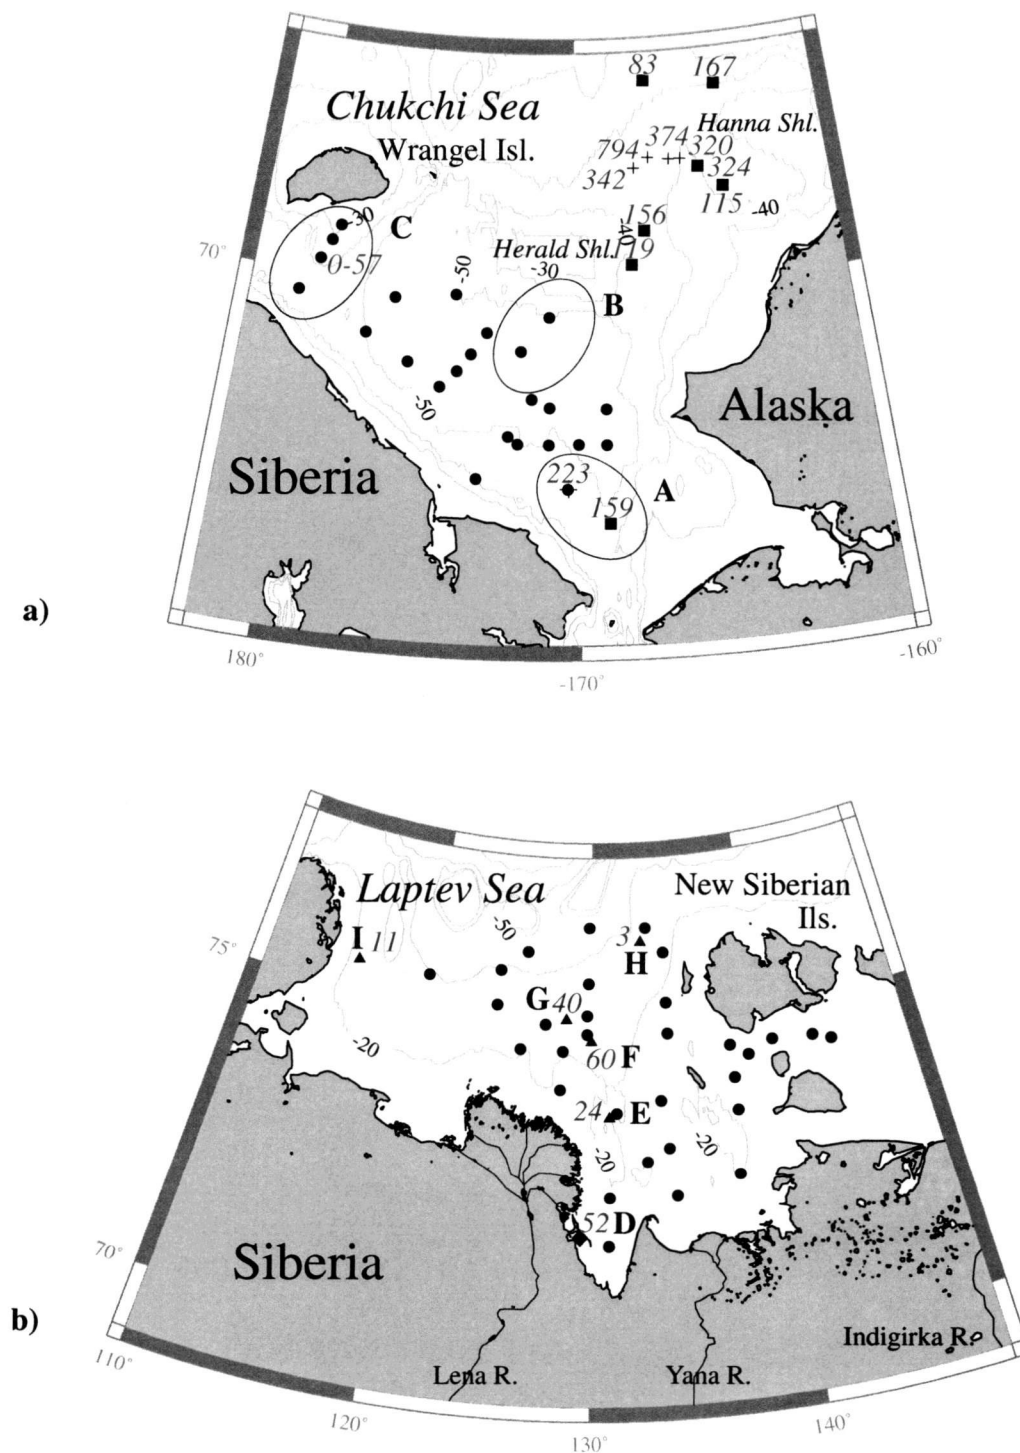 83 167
Chukchi Sea
Hanna Shl.
Wrangel Isl.
794 374 320
342 324
115 -40
-30 C
156
-40
70°
0-57
Herald Shl. 119
-50 -30
B
-50
Alaska
Siberia
223 A
159
a)
180°
-170°
-160°
Laptev Sea
New Siberian
Ils.
-50
I 11
3
75°
H
G 40
-20
60 F
24 E
-20 -20
52 D
Siberia
70°
b)
Indigirka R.
110°
Lena R. Yana R.
120°
130°
140°